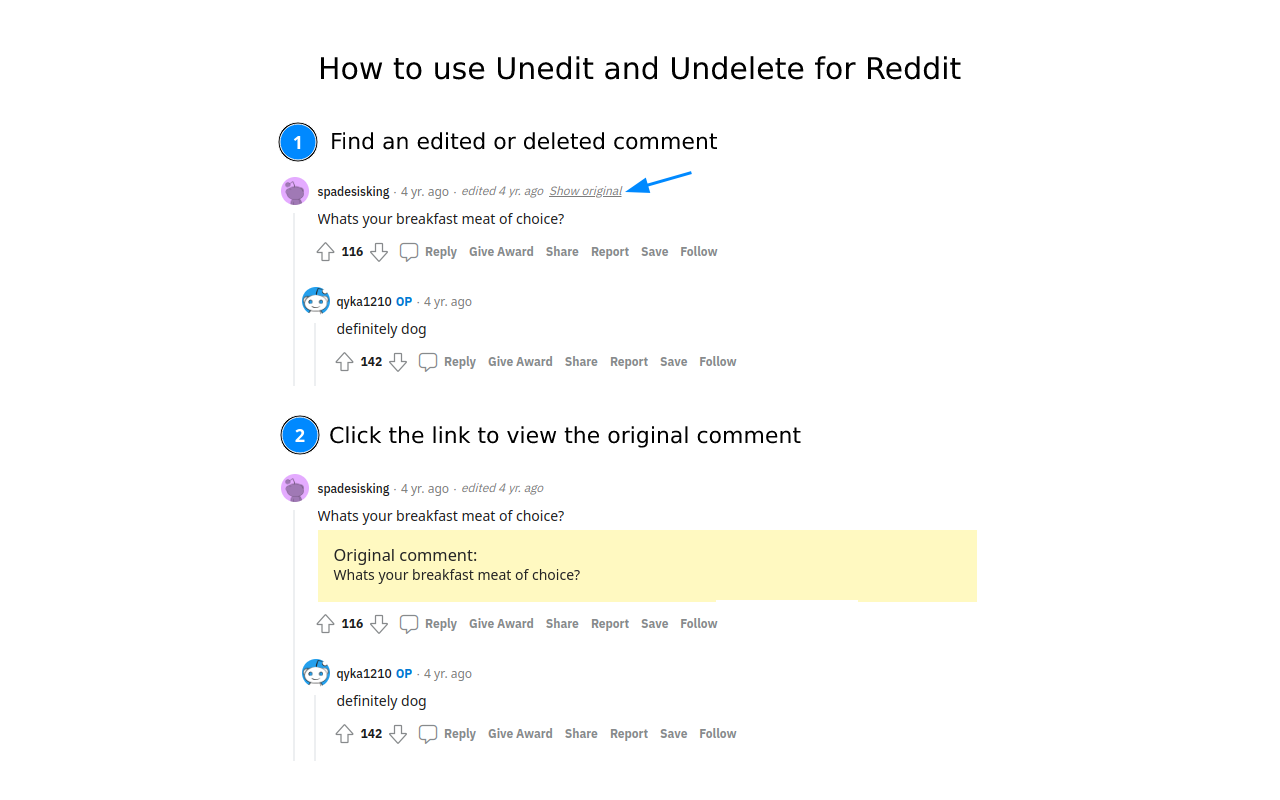 How to use Unedit and Undelete for Reddit
1 Find an edited or deleted comment
spadesisking · 4 yr. ago · edited 4 yr. ago Show original
Whats your breakfast meat of choice?
116 Reply Give Award Share Report Save Follow
qyka1210 OP · 4 yr. ago
definitely dog
142 Reply Give Award Share Report Save Follow
2 Click the link to view the original comment
spadesisking · 4 yr. ago · edited 4 yr. ago
Whats your breakfast meat of choice?
Original comment:
Whats your breakfast meat of choice?
116 Reply Give Award Share Report Save Follow
qyka1210 OP · 4 yr. ago
definitely dog
142 Reply Give Award Share Report Save Follow